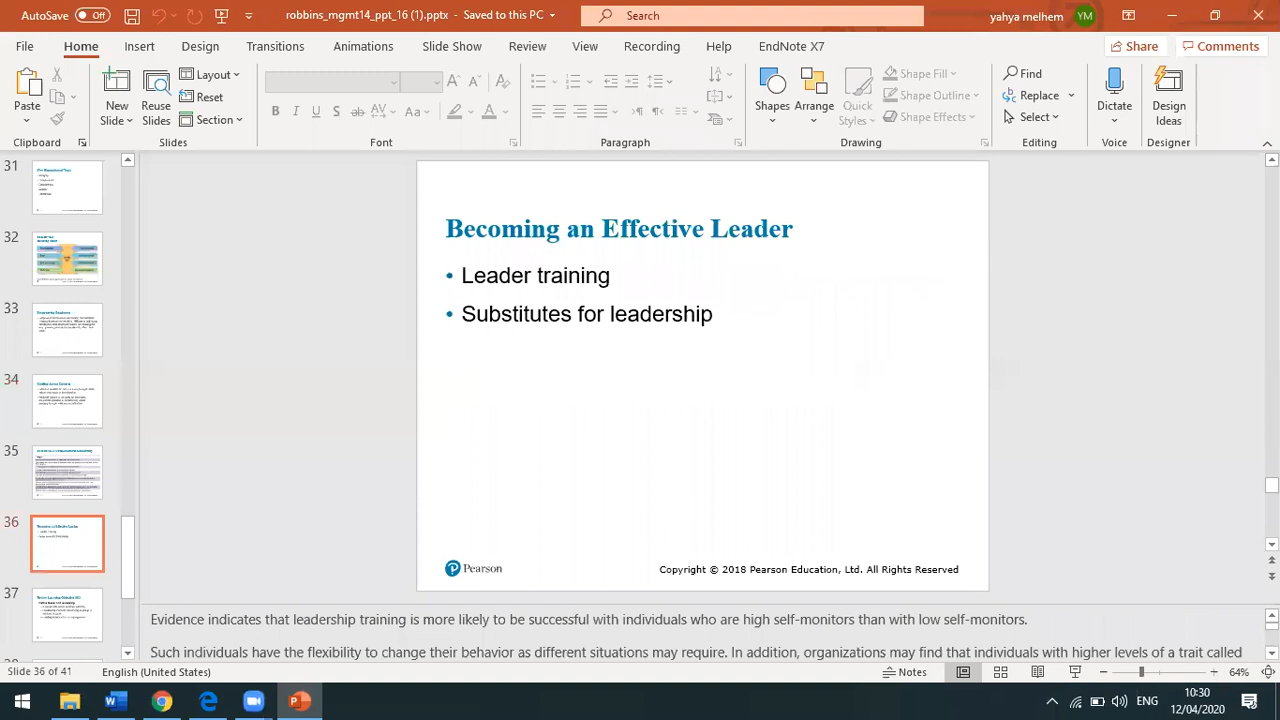 AutoSave Off
robbins_mgmt14_ppt_16 (1).pptx - Saved to this PC
Search
yahya melhem YM
File Home Insert Design Transitions Animations Slide Show Review View Recording Help EndNote X7 Share Comments
Paste New Slide Reuse Slides Layout Reset Section
B I U S ab AV Aa A
Shapes Arrange Quick Styles Shape Fill Shape Outline Shape Effects
Find Replace Select Dictate Design Ideas
Clipboard Slides Font Paragraph Drawing Editing Voice Designer
31
32
33
34
35
36
37
Becoming an Effective Leader
• Leader training
• Substitutes for leadership
P Pearson
Copyright © 2018 Pearson Education, Ltd. All Rights Reserved
Evidence indicates that leadership training is more likely to be successful with individuals who are high self-monitors than with low self-monitors.
Such individuals have the flexibility to change their behavior as different situations may require. In addition, organizations may find that individuals with higher levels of a trait called
Slide 36 of 41 English (United States) Notes 64%
ENG 10:30
12/04/2020